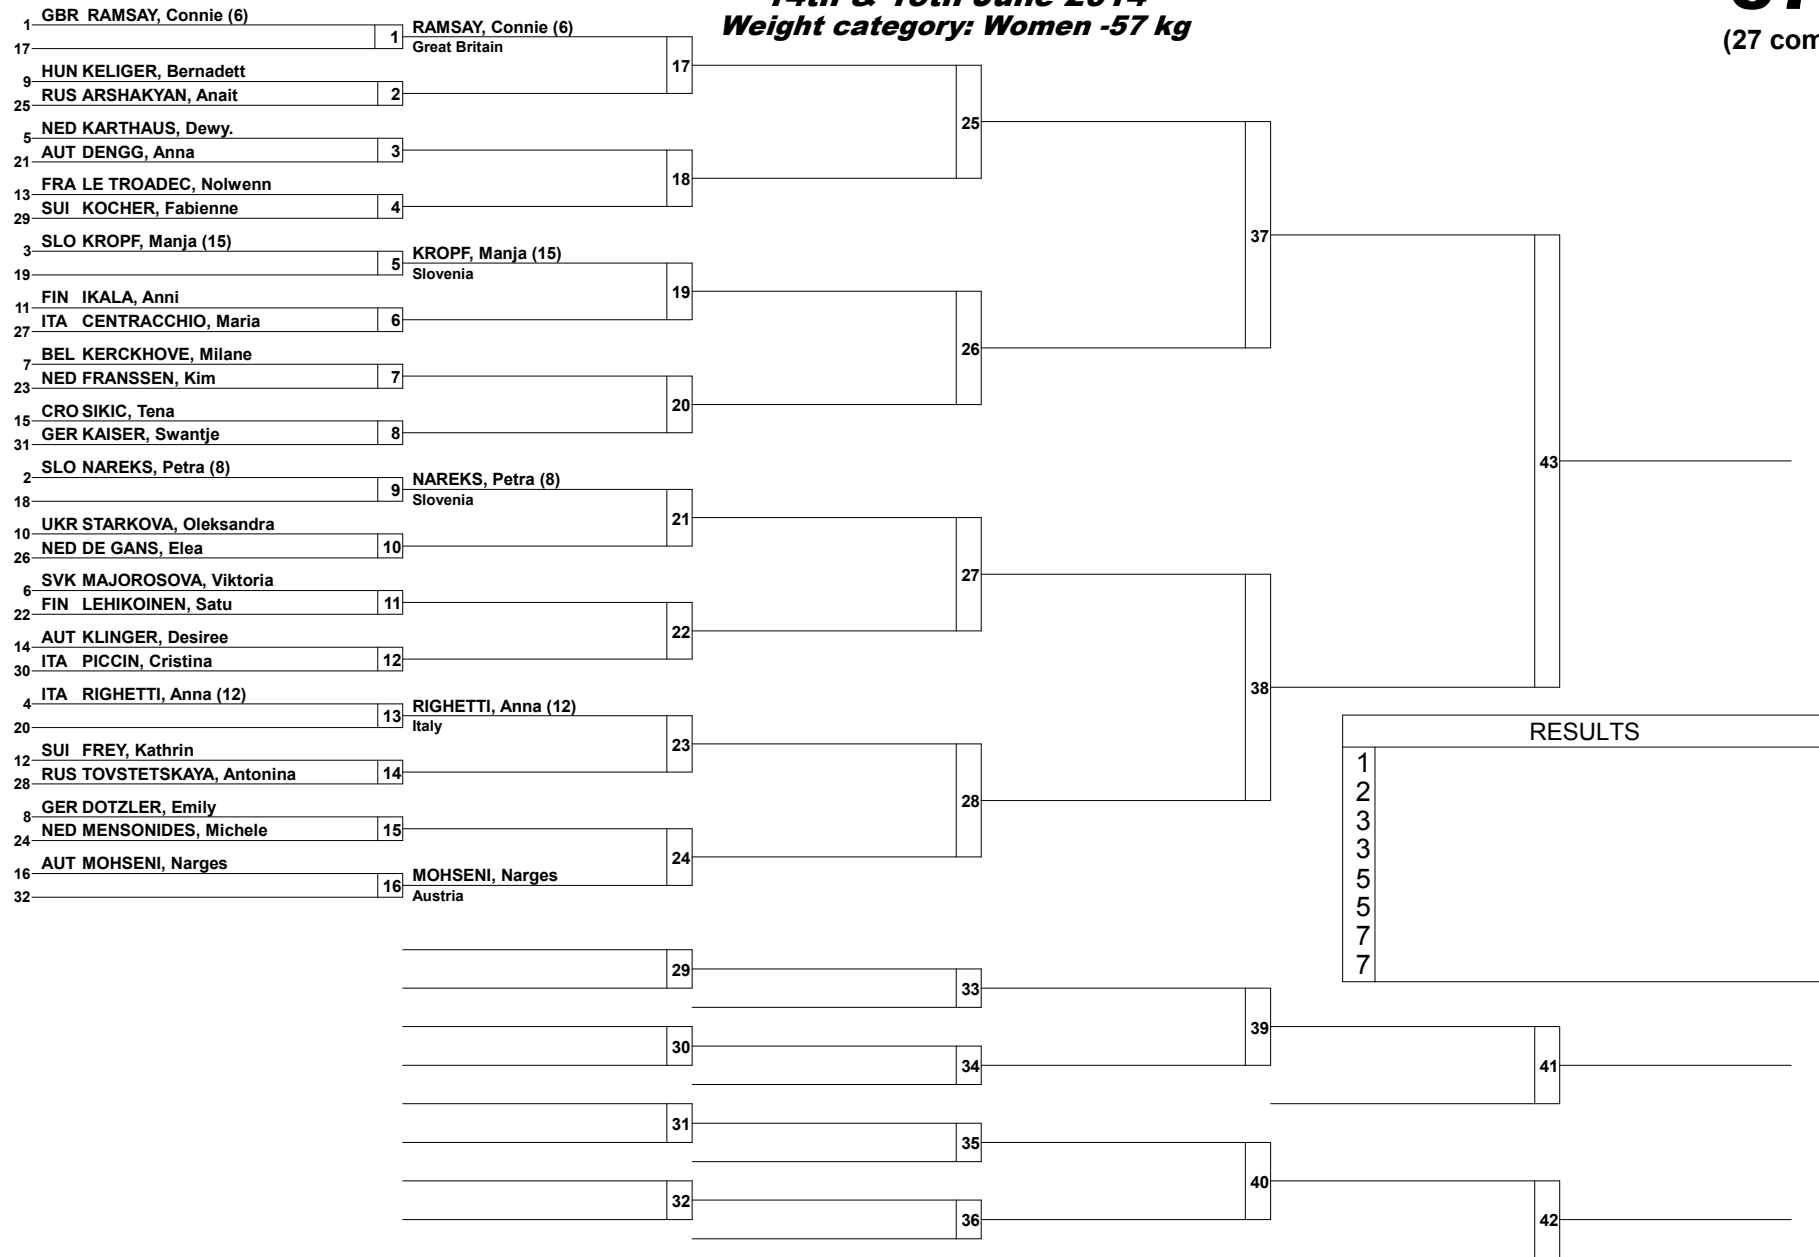 Weight category: Women -57 kg
(27 com
1 GBR RAMSAY, Connie (6)
17
1 RAMSAY, Connie (6)
Great Britain
9 HUN KELIGER, Bernadett
25 RUS ARSHAKYAN, Anait
2
17
5 NED KARTHAUS, Dewy.
21 AUT DENGG, Anna
3
13 FRA LE TROADEC, Nolwenn
29 SUI KOCHER, Fabienne
4
18
25
3 SLO KROPF, Manja (15)
19
5 KROPF, Manja (15)
Slovenia
11 FIN IKALA, Anni
27 ITA CENTRACCHIO, Maria
6
19
7 BEL KERCKHOVE, Milane
23 NED FRANSSEN, Kim
7
15 CRO SIKIC, Tena
31 GER KAISER, Swantje
8
20
26
37
2 SLO NAREKS, Petra (8)
18
9 NAREKS, Petra (8)
Slovenia
10 UKR STARKOVA, Oleksandra
26 NED DE GANS, Elea
10
21
6 SVK MAJOROSOVA, Viktoria
22 FIN LEHIKOINEN, Satu
11
14 AUT KLINGER, Desiree
30 ITA PICCIN, Cristina
12
22
27
4 ITA RIGHETTI, Anna (12)
20
13 RIGHETTI, Anna (12)
Italy
12 SUI FREY, Kathrin
28 RUS TOVSTETSKAYA, Antonina
14
23
8 GER DOTZLER, Emily
24 NED MENSONIDES, Michele
15
16 AUT MOHSENI, Narges
32
16 MOHSENI, Narges
Austria
24
28
38
43
RESULTS
1
2
3
3
5
5
7
7
29
33
30
34
39
41
31
35
32
36
40
42